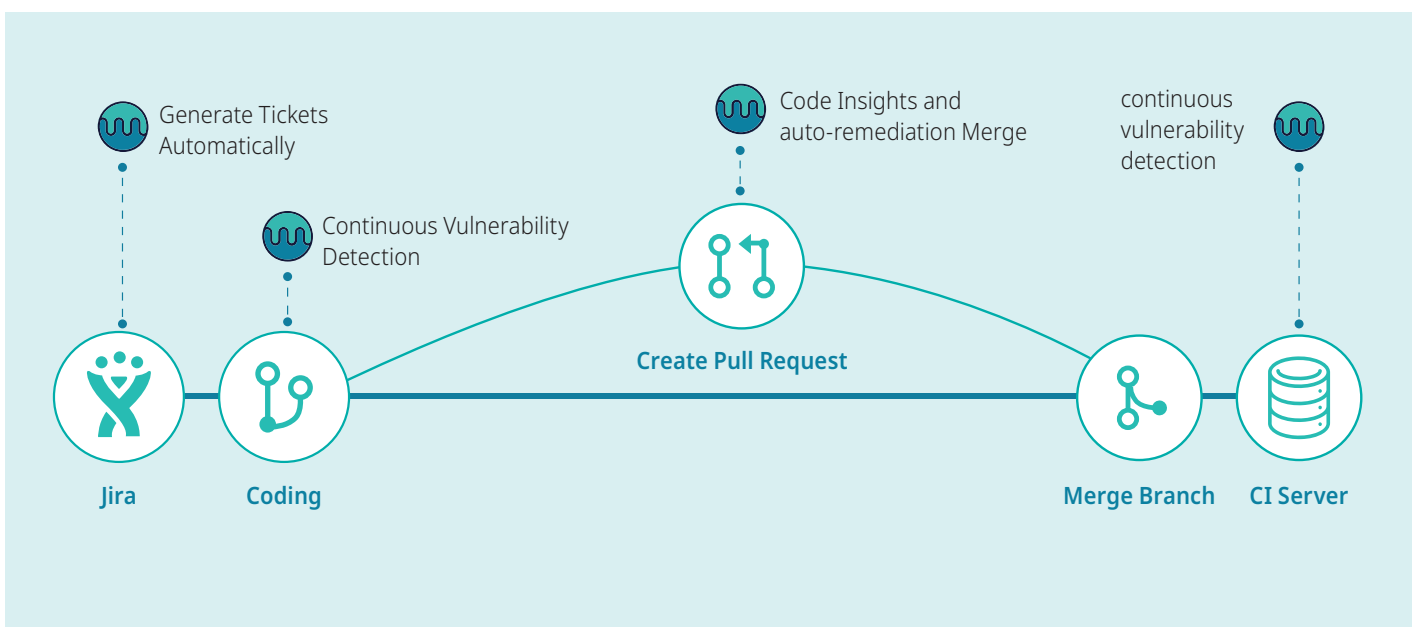 Generate Tickets
Automatically
Continuous Vulnerability
Detection
Code Insights and
auto-remediation Merge
continuous
vulnerability
detection
Create Pull Request
Jira
Coding
Merge Branch
CI Server